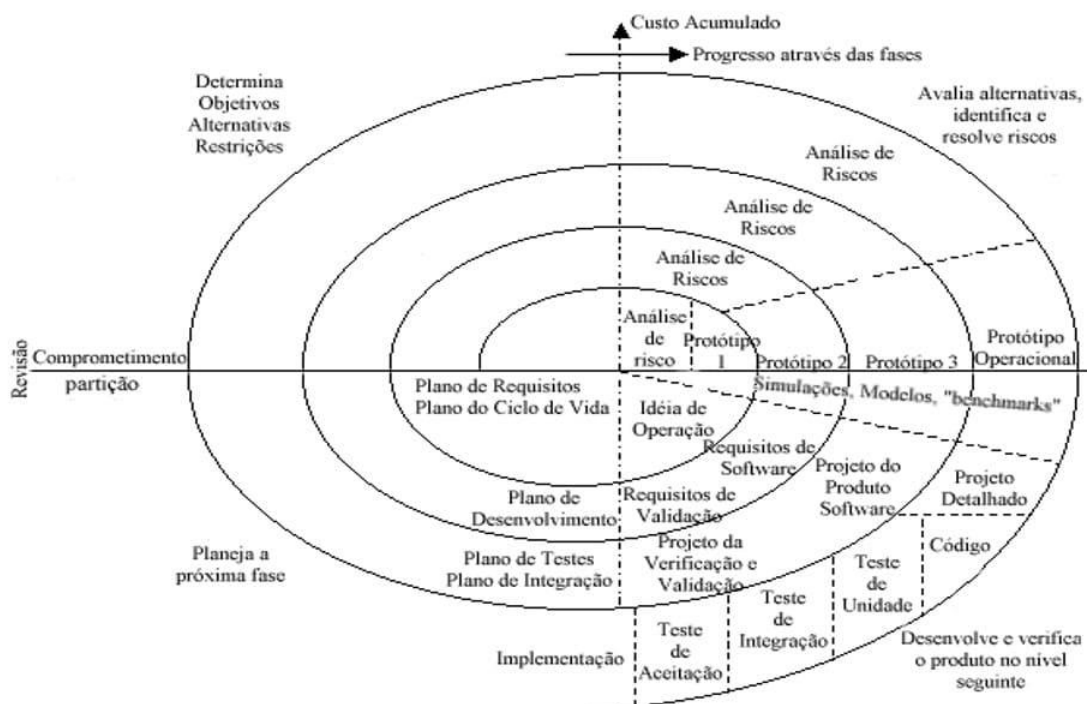 Custo Acumulado
Progresso através das fases
Determina
Objetivos
Alternativas
Restrições
Avalia alternativas,
identifica e
resolve riscos
Análise de
Riscos
Análise de
Riscos
Análise de
Riscos
Análise
de
risco
Protótipo
1
Protótipo 2
Protótipo 3
Protótipo
Operacional
Revisão
Comprometimento
partição
Plano de Requisitos
Plano do Ciclo de Vida
Simulações, Modelos, "benchmarks"
Idéia de
Operação
Requisitos de
Software
Projeto do
Produto
Software
Projeto
Detalhado
Plano de
Desenvolvimento
Requisitos de
Validação
Código
Planeja a
próxima fase
Plano de Testes
Plano de Integração
Projeto da
Verificação e
Validação
Teste
de
Unidade
Teste
de
Integração
Teste
de
Aceitação
Implementação
Desenvolve e verifica
o produto no nível
seguinte